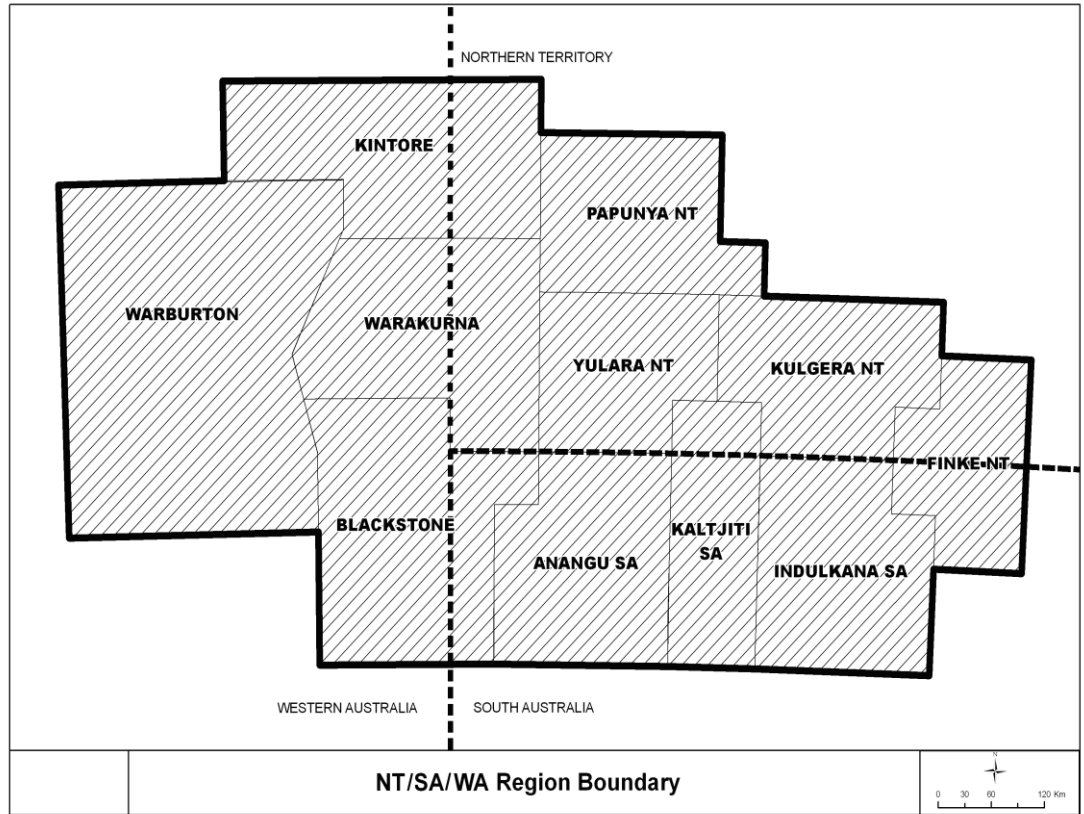 NORTHERN TERRITORY
KINTORE
PAPUNYA NT
WARBURTON
WARAKURNA
YULARA NT
KULGERA NT
FINKE NT
BLACKSTONE
KALTJITI
SA
ANANGU SA
INDULKANA SA
WESTERN AUSTRALIA
SOUTH AUSTRALIA
NT/SA/WA Region Boundary
N
0 30 60 120 Km